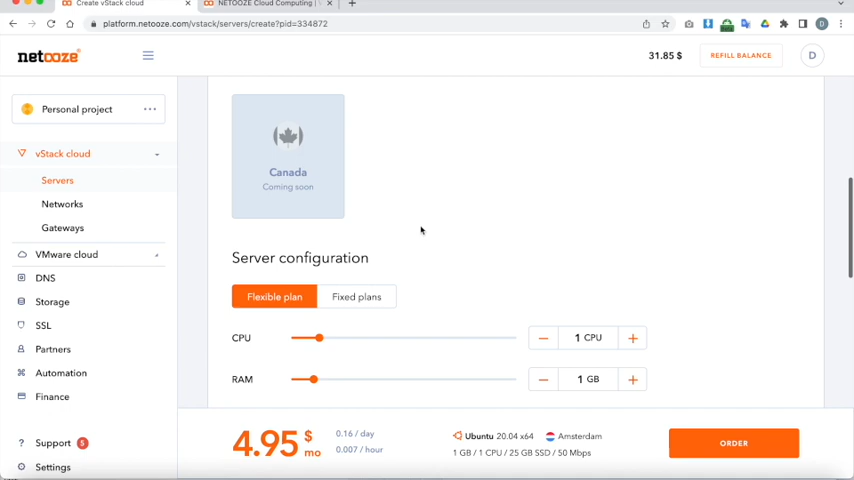 Create vStack cloud
NETOOZE Cloud Computing | V
platform.netooze.com/vstack/servers/create?pid=334872
D
netooze
31.85 $
REFILL BALANCE
D
Personal project
vStack cloud
Servers
Networks
Gateways
VMware cloud
DNS
Storage
SSL
Partners
Automation
Finance
Support 5
Settings
Canada
Coming soon
Server configuration
Flexible plan
Fixed plans
CPU
1 CPU
RAM
1 GB
4.95 $ mo
0.16 / day
0.007 / hour
Ubuntu 20.04 x64
Amsterdam
1 GB / 1 CPU / 25 GB SSD / 50 Mbps
ORDER